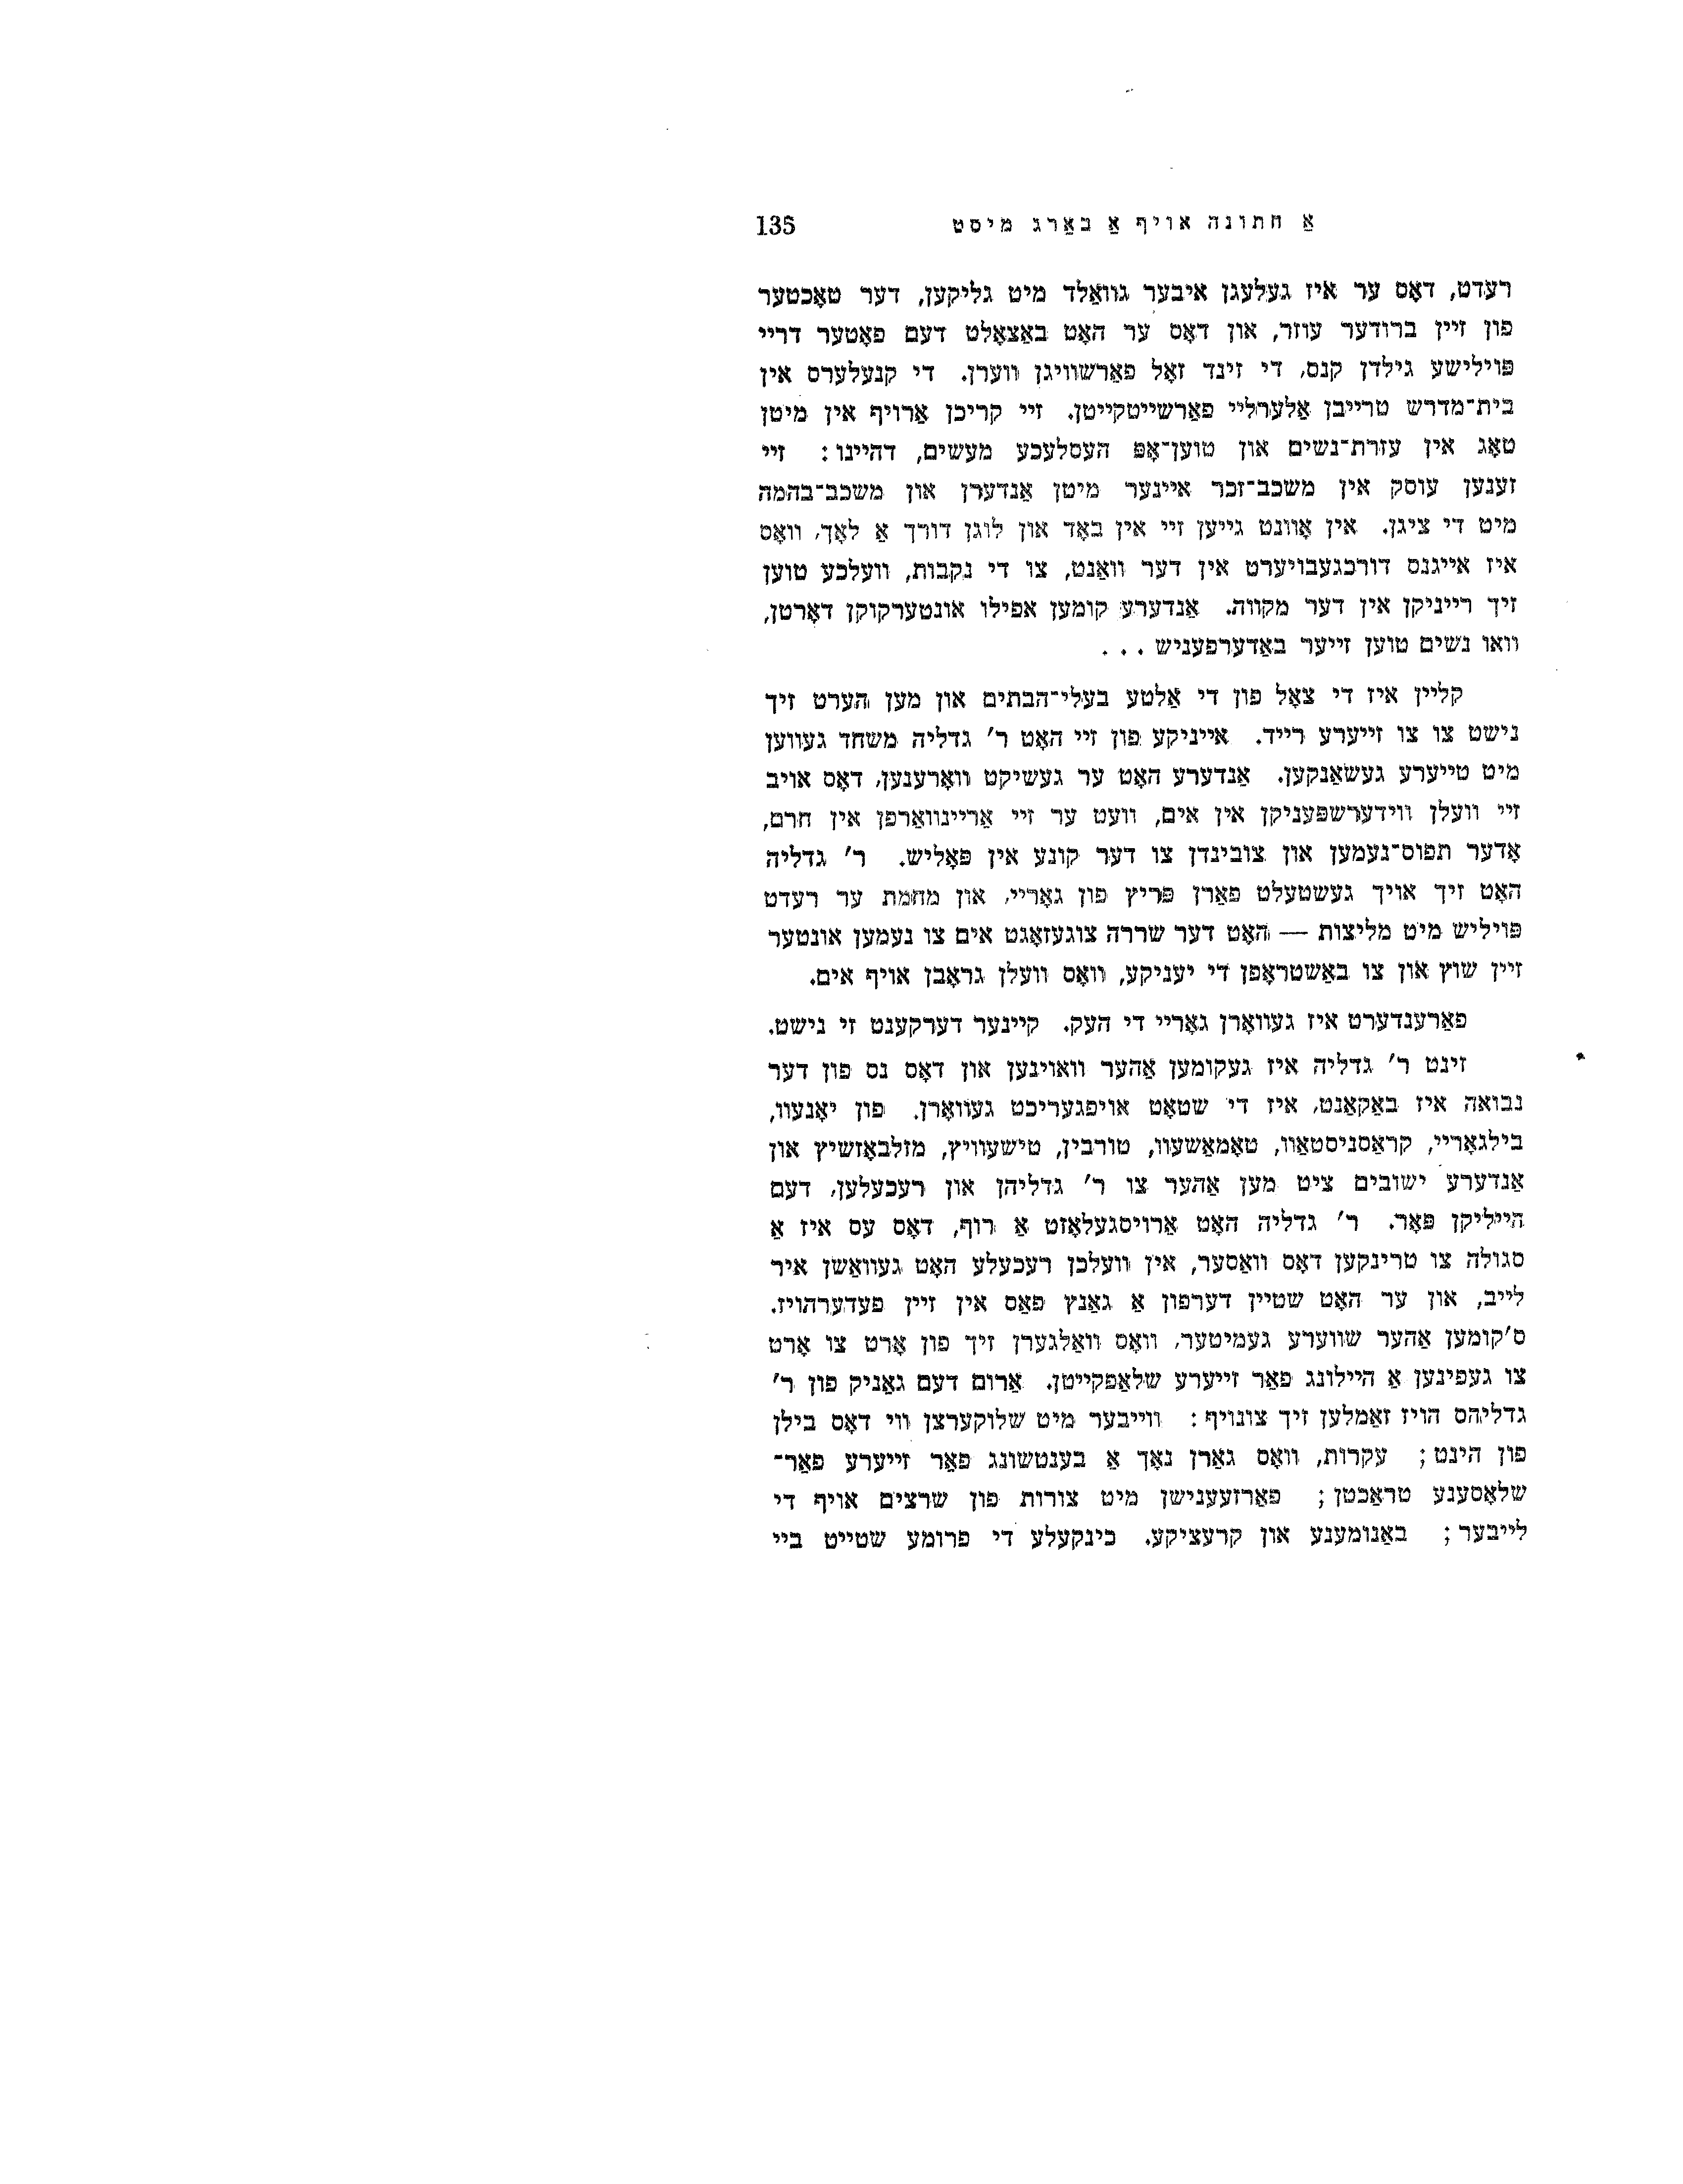 אַ חתונה אויף אַ באַרג מיסט 135
רעדט, דאָס ער איז געלעגן איבער גוואַלד מיט גליקען, דער טאָכטער
פון זיין ברודער עוזר, און דאָס ער האָט באַצאָלט דעם פאָטער דריי
פּוילישע גילדן קנס, די זינד זאָל פאַרשוויגן ווערן. די קנעלערס אין
בית־מדרש טרייבן אַלערליי פאַרשייטקייטן. זיי קריכן אַרויף אין מיטן
טאָג אין עזרת־נשים און טוען־אָפּ העסלעכע מעשים, דהיינו: זיי
זענען עוסק אין משכב־זכר איינער מיטן אַנדערן און משכב־בהמה
מיט די ציגן. אין אָוונט גייען זיי אין באָד און לוגן דורך אַ לאָך, וואָס
איז אייגנס דורכגעבויערט אין דער וואַנט, צו די נקבות, וועלכע טוען
זיך רייניקן אין דער מקווה. אַנדערע קומען אפילו אונטערקוקן דאָרטן,
וואו נשים טוען זייער באַדערפעניש...
קליין איז די צאָל פון די אַלטע בעלי־הבתים און מען הערט זיך
נישט צו צו זייערע רייד. אייניקע פון זיי האָט ר' גדליה משחד געווען
מיט טייערע געשאַנקען. אַנדערע האָט ער געשיקט וואָרענען, דאָס אויב
זיי וועלן ווידערשפּעניקן אין אים, וועט ער זיי אַריינוואַרפן אין חרם,
אָדער תפוס־נעמען און צובינדן צו דער קונע אין פּאָליש. ר' גדליה
האָט זיך אויך געשטעלט פאַרן פּריץ פון גאָריי, און מחמת ער רעדט
פּויליש מיט מליצות — האָט דער שררה צוגעזאָגט אים צו נעמען אונטער
זיין שוץ און צו באַשטראָפן די יעניקע, וואָס וועלן גראָבן אויף אים.
פאַרענדערט איז געוואָרן גאָריי די העק. קיינער דערקענט זי נישט.
זינט ר' גדליה איז געקומען אַהער וואוינען און דאָס נס פון דער
נבואה איז באַקאַנט, איז די שטאָט אויפגעריכט געוואָרן. פון יאָנעוו,
בילגאָריי, קראַסניסטאַוו, טאָמאַשעוו, טורבין, טישעוויץ, מזלבאָזשיץ און
אַנדערע ישובים ציט מען אַהער צו ר' גדליהן און רעכעלען, דעם
הייליקן פּאָר. ר' גדליה האָט אַרויסגעלאָזט אַ רוף, דאָס עס איז אַ
סגולה צו טרינקען דאָס וואַסער, אין וועלכן רעכעלע האָט געוואַשן איר
לייב, און ער האָט שטיין דערפון אַ גאַנץ פאַס אין זיין פעדערהויז.
ס'קומען אַהער שווערע געמיטער, וואָס וואַלגערן זיך פון אָרט צו אָרט
צו געפינען אַ היילונג פאַר זייערע שלאַפקייטן. אַרום דעם גאַניק פון ר'
גדליהס הויז זאַמלען זיך צונויף: ווייבער מיט שלוקערצן ווי דאָס בילן
פון הינט; עקרות, וואָס גאַרן נאָך אַ בענטשונג פאַר זייערע פאַר־
שלאָסענע טראַכטן; פאַרזעענישן מיט צורות פון שרצים אויף די
לייבער; באַנומענע און קרעציקע. כינקעלע די פרומע שטייט ביי